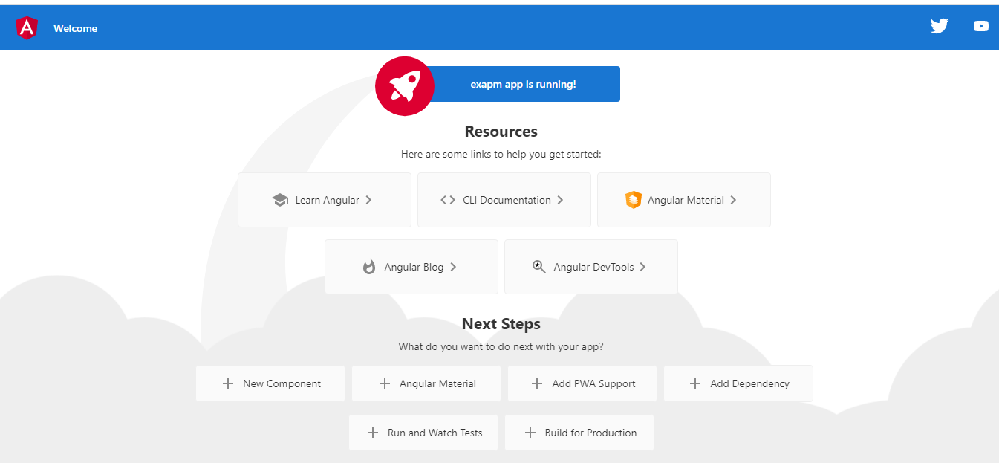 Welcome
exapm app is running!
Resources
Here are some links to help you get started:
Learn Angular
CLI Documentation
Angular Material
Angular Blog
Angular DevTools
Next Steps
What do you want to do next with your app?
New Component
Angular Material
Add PWA Support
Add Dependency
Run and Watch Tests
Build for Production